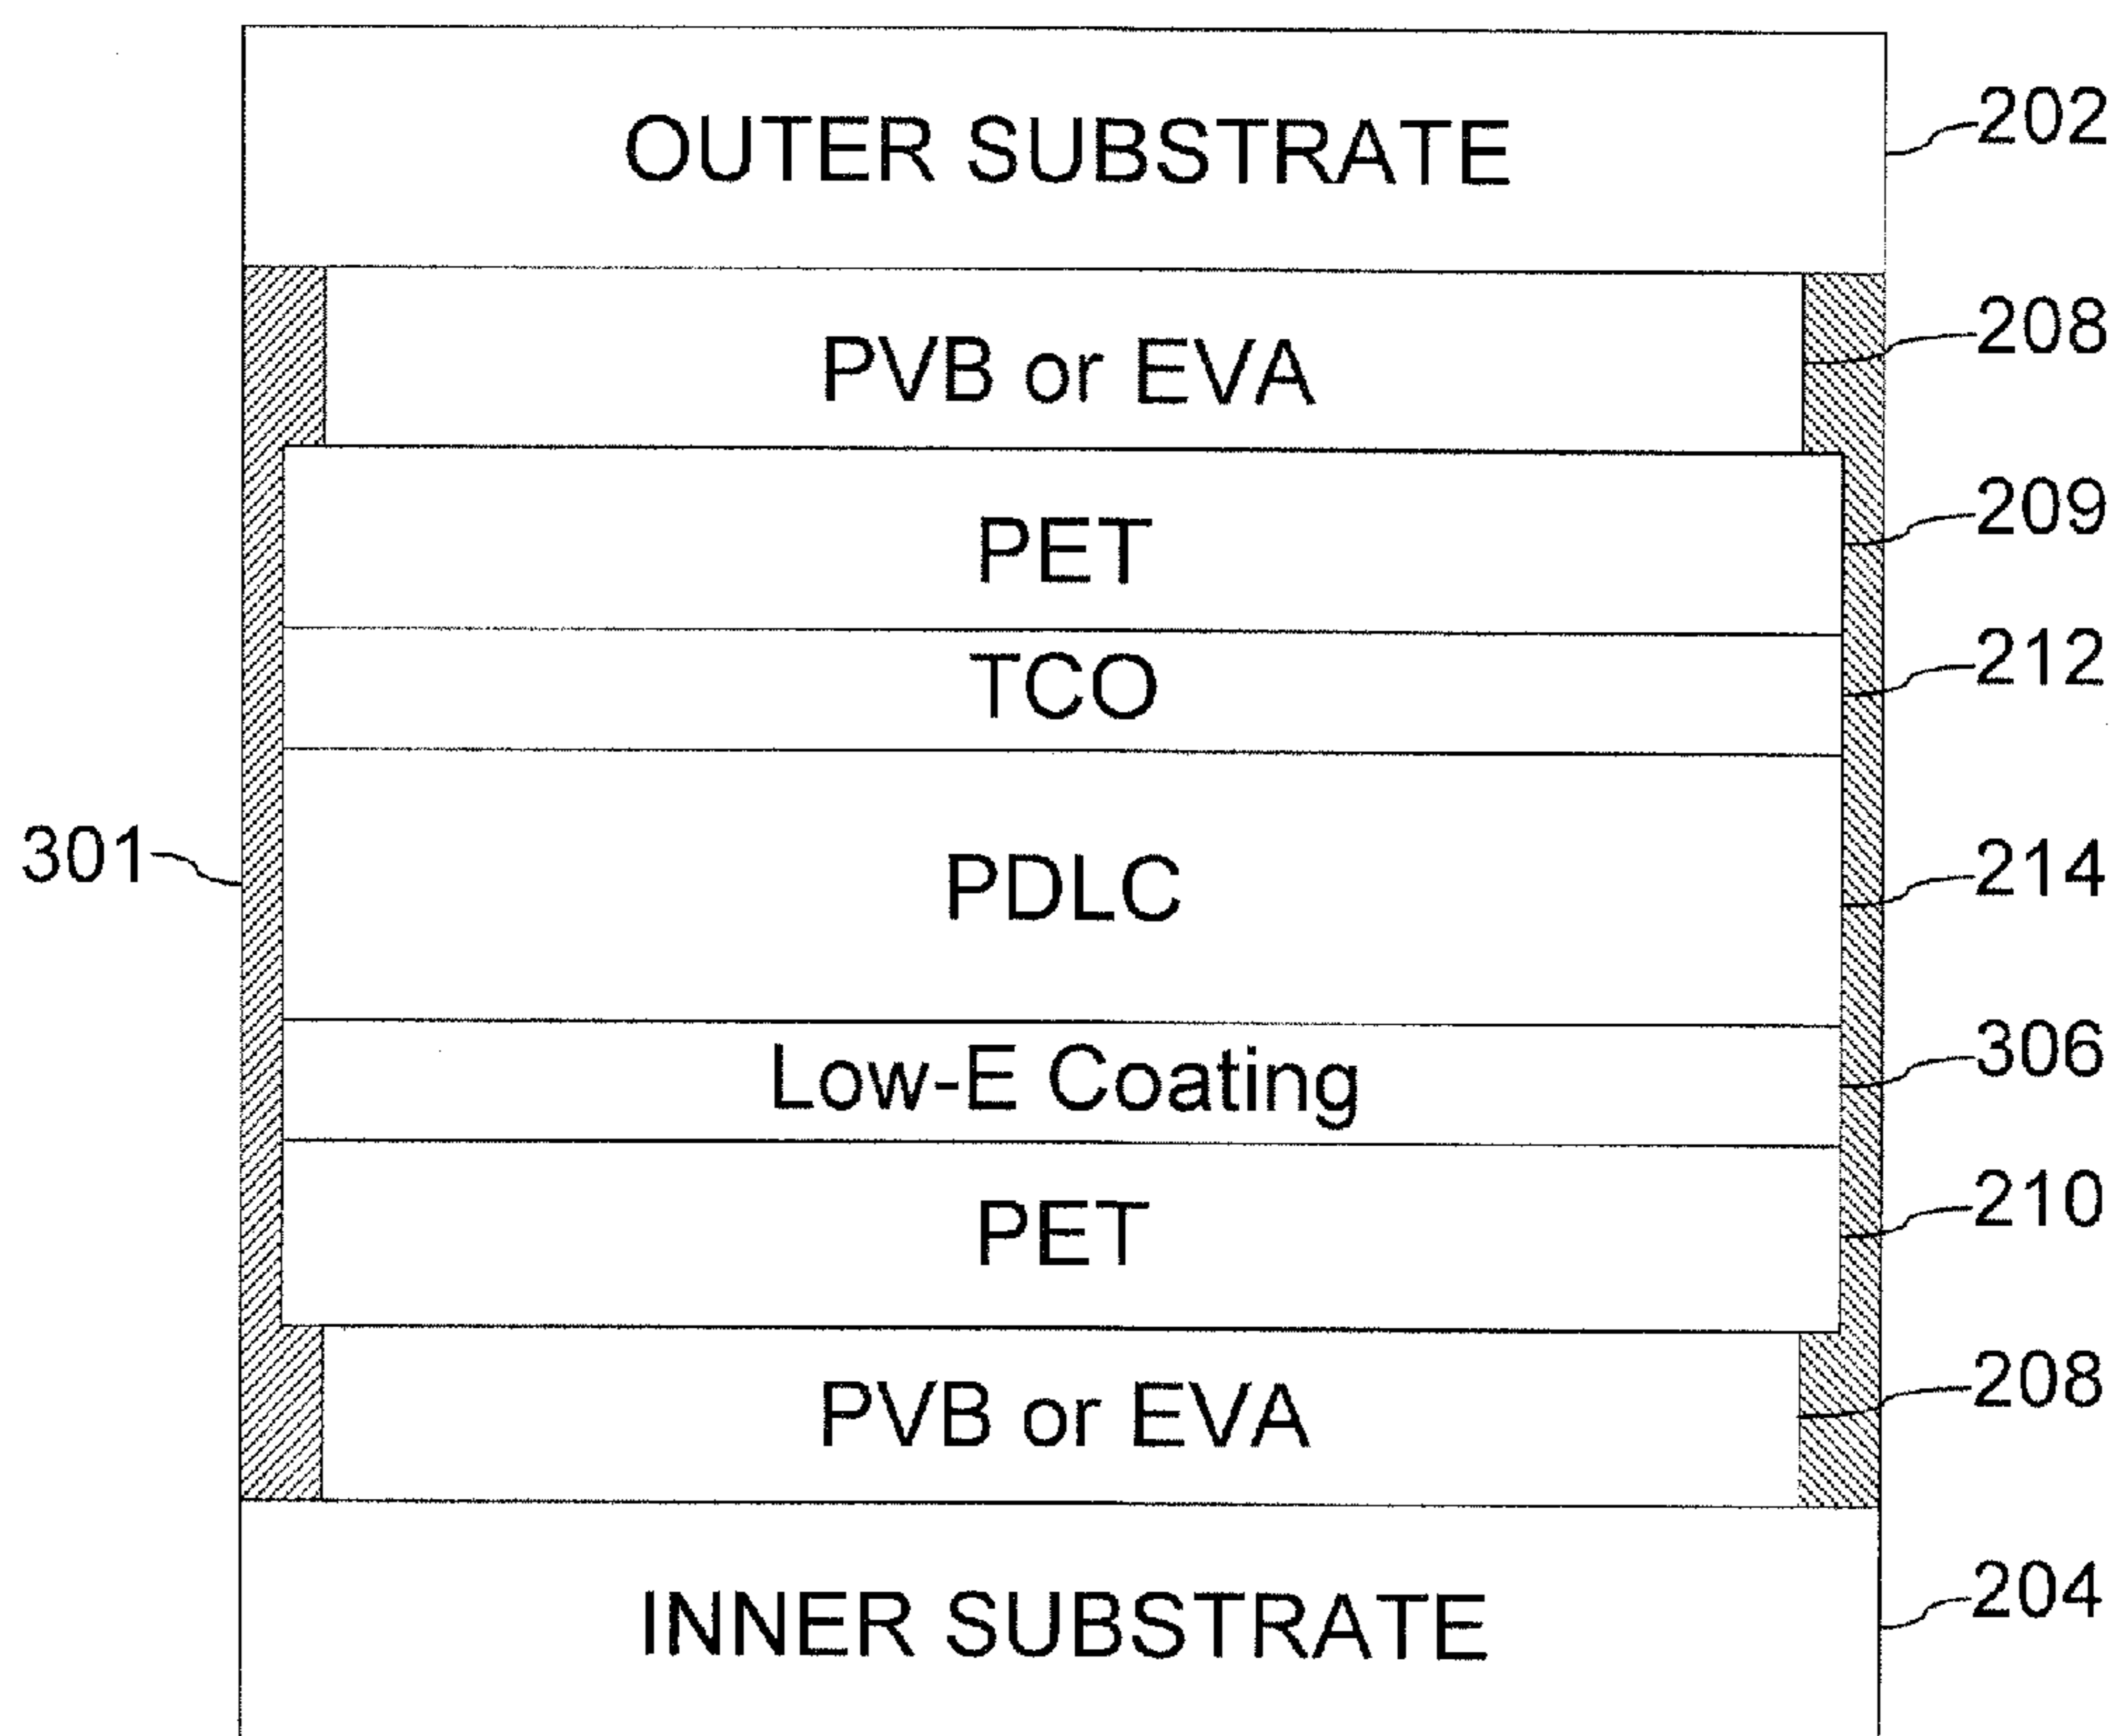 OUTER SUBSTRATE
202
PVB or EVA
208
PET
209
TCO
212
301
PDLC
214
Low-E Coating
306
PET
210
PVB or EVA
208
INNER SUBSTRATE
204